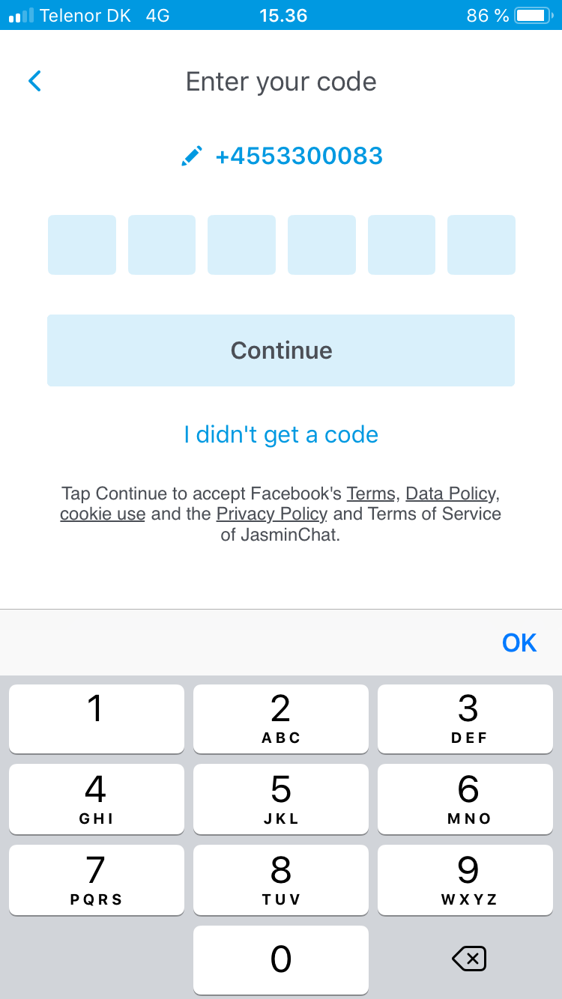 Telenor DK 4G 15.36 86 %
Enter your code
+4553300083
Continue
I didn't get a code
Tap Continue to accept Facebook's Terms, Data Policy,
cookie use and the Privacy Policy and Terms of Service
of JasminChat.
OK
1 2 3
ABC DEF
4 5 6
GHI JKL MNO
7 8 9
PQRS TUV WXYZ
0